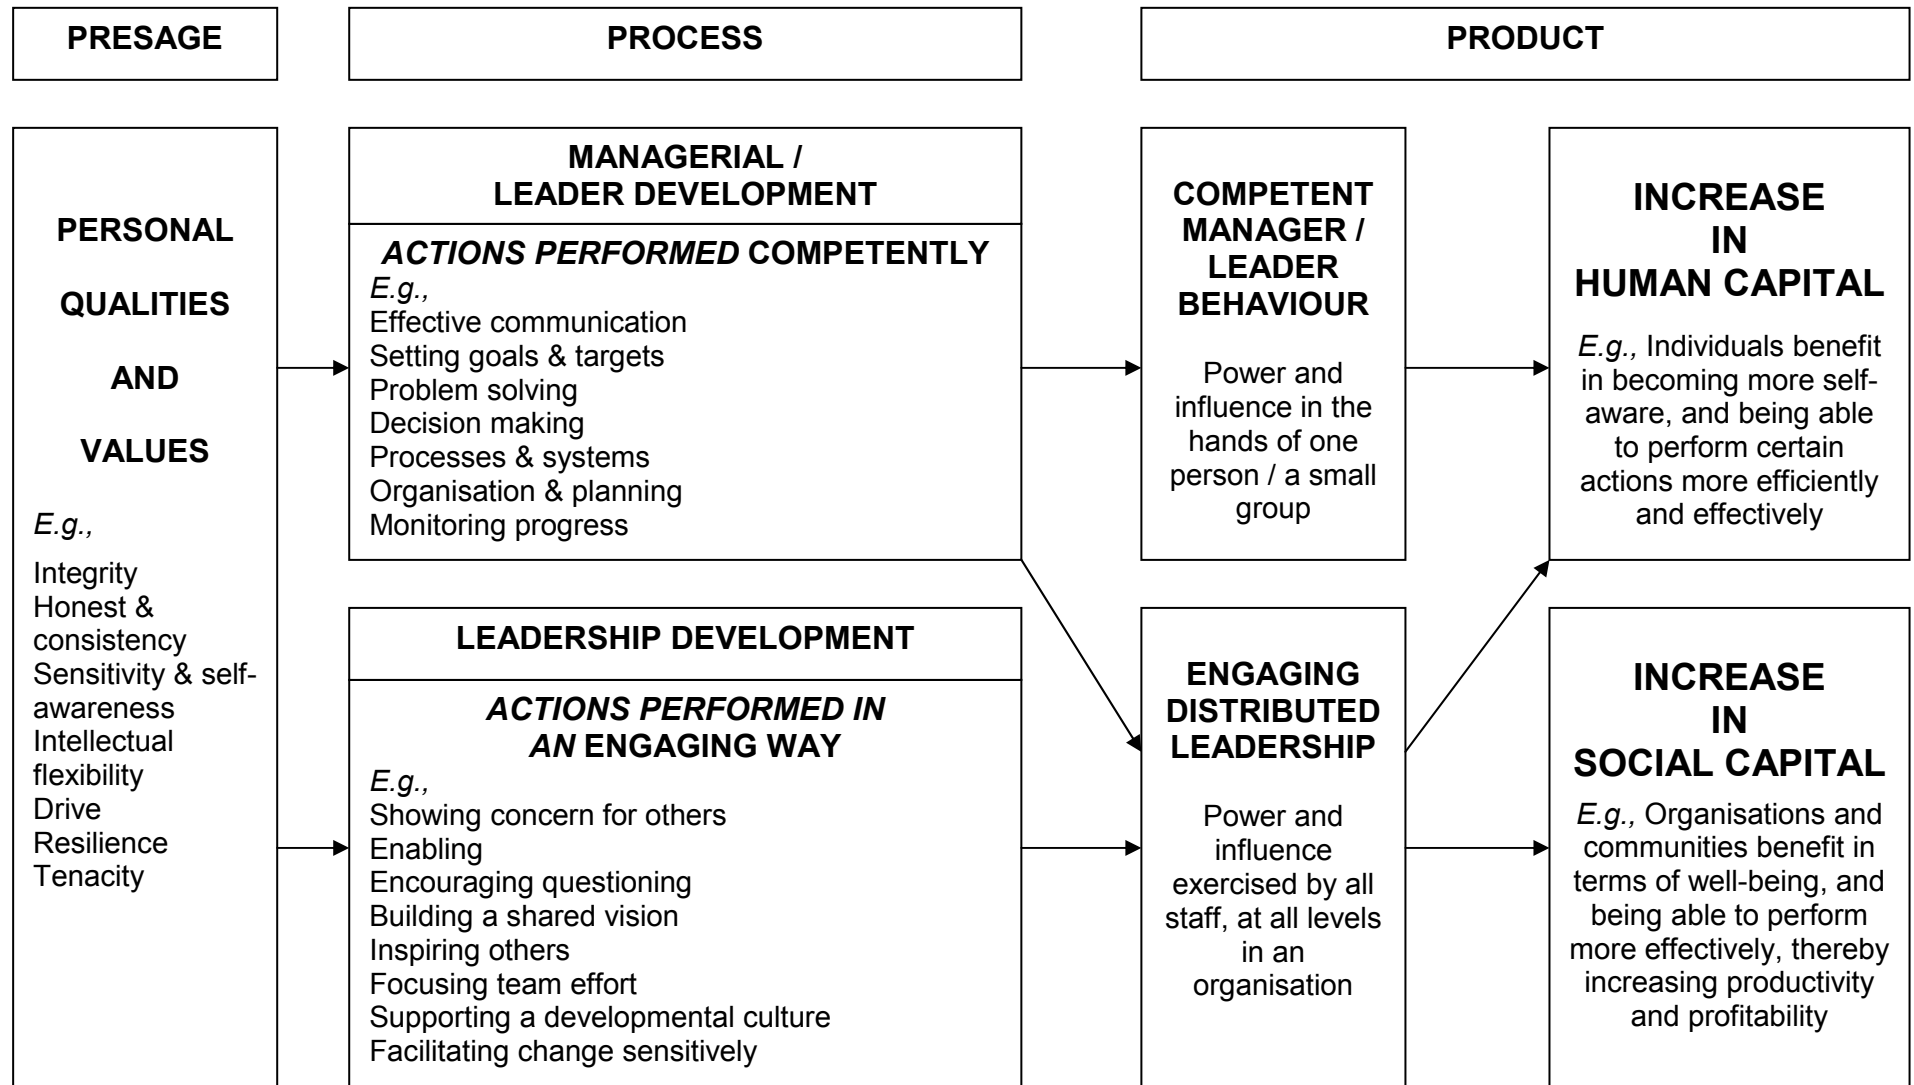 PRESAGE
PROCESS
PRODUCT
PERSONAL
QUALITIES
AND
VALUES
E.g.,
Integrity
Honest &
consistency
Sensitivity & self-
awareness
Intellectual
flexibility
Drive
Resilience
Tenacity
MANAGERIAL /
LEADER DEVELOPMENT
ACTIONS PERFORMED COMPETENTLY
E.g.,
Effective communication
Setting goals & targets
Problem solving
Decision making
Processes & systems
Organisation & planning
Monitoring progress
LEADERSHIP DEVELOPMENT
ACTIONS PERFORMED IN
AN ENGAGING WAY
E.g.,
Showing concern for others
Enabling
Encouraging questioning
Building a shared vision
Inspiring others
Focusing team effort
Supporting a developmental culture
Facilitating change sensitively
COMPETENT
MANAGER /
LEADER
BEHAVIOUR
Power and
influence in the
hands of one
person / a small
group
ENGAGING
DISTRIBUTED
LEADERSHIP
Power and
influence
exercised by all
staff, at all levels
in an
organisation
INCREASE
IN
HUMAN CAPITAL
E.g., Individuals benefit
in becoming more self-
aware, and being able
to perform certain
actions more efficiently
and effectively
INCREASE
IN
SOCIAL CAPITAL
E.g., Organisations and
communities benefit in
terms of well-being, and
being able to perform
more effectively, thereby
increasing productivity
and profitability